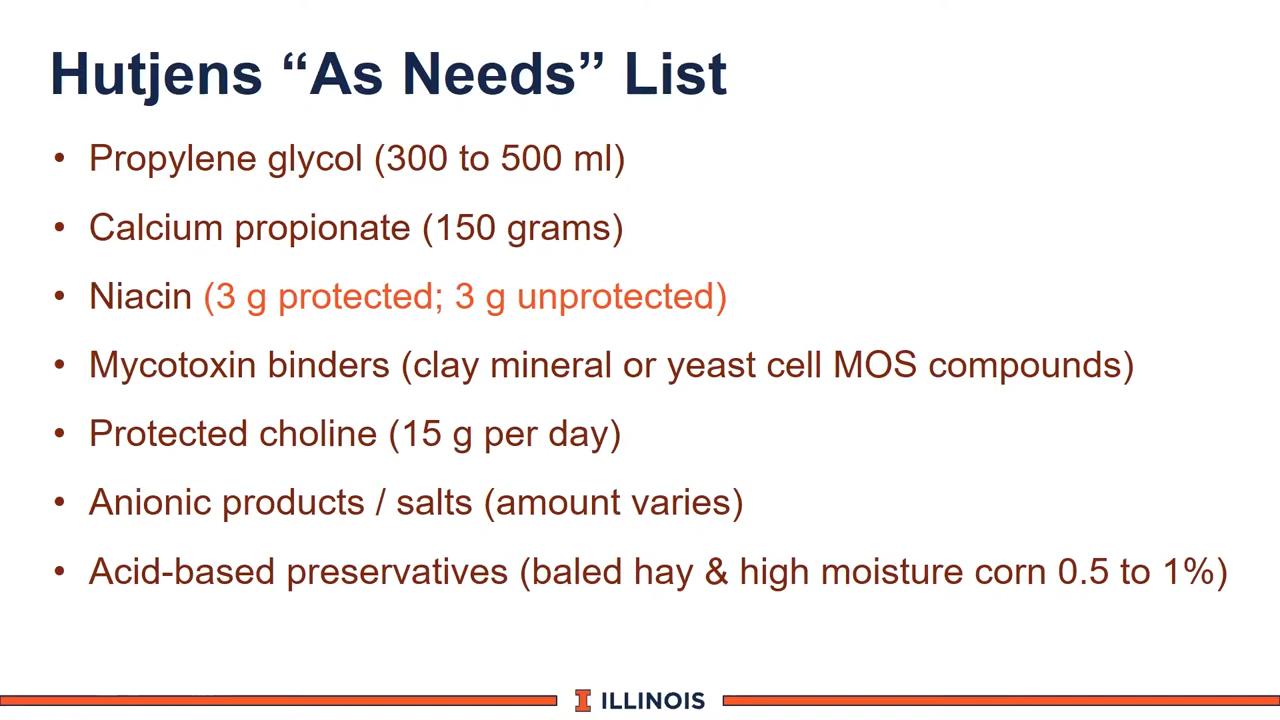 Hutjens “As Needs” List
• Propylene glycol (300 to 500 ml)
• Calcium propionate (150 grams)
• Niacin (3 g protected; 3 g unprotected)
• Mycotoxin binders (clay mineral or yeast cell MOS compounds)
• Protected choline (15 g per day)
• Anionic products / salts (amount varies)
• Acid-based preservatives (baled hay & high moisture corn 0.5 to 1%)
I ILLINOIS